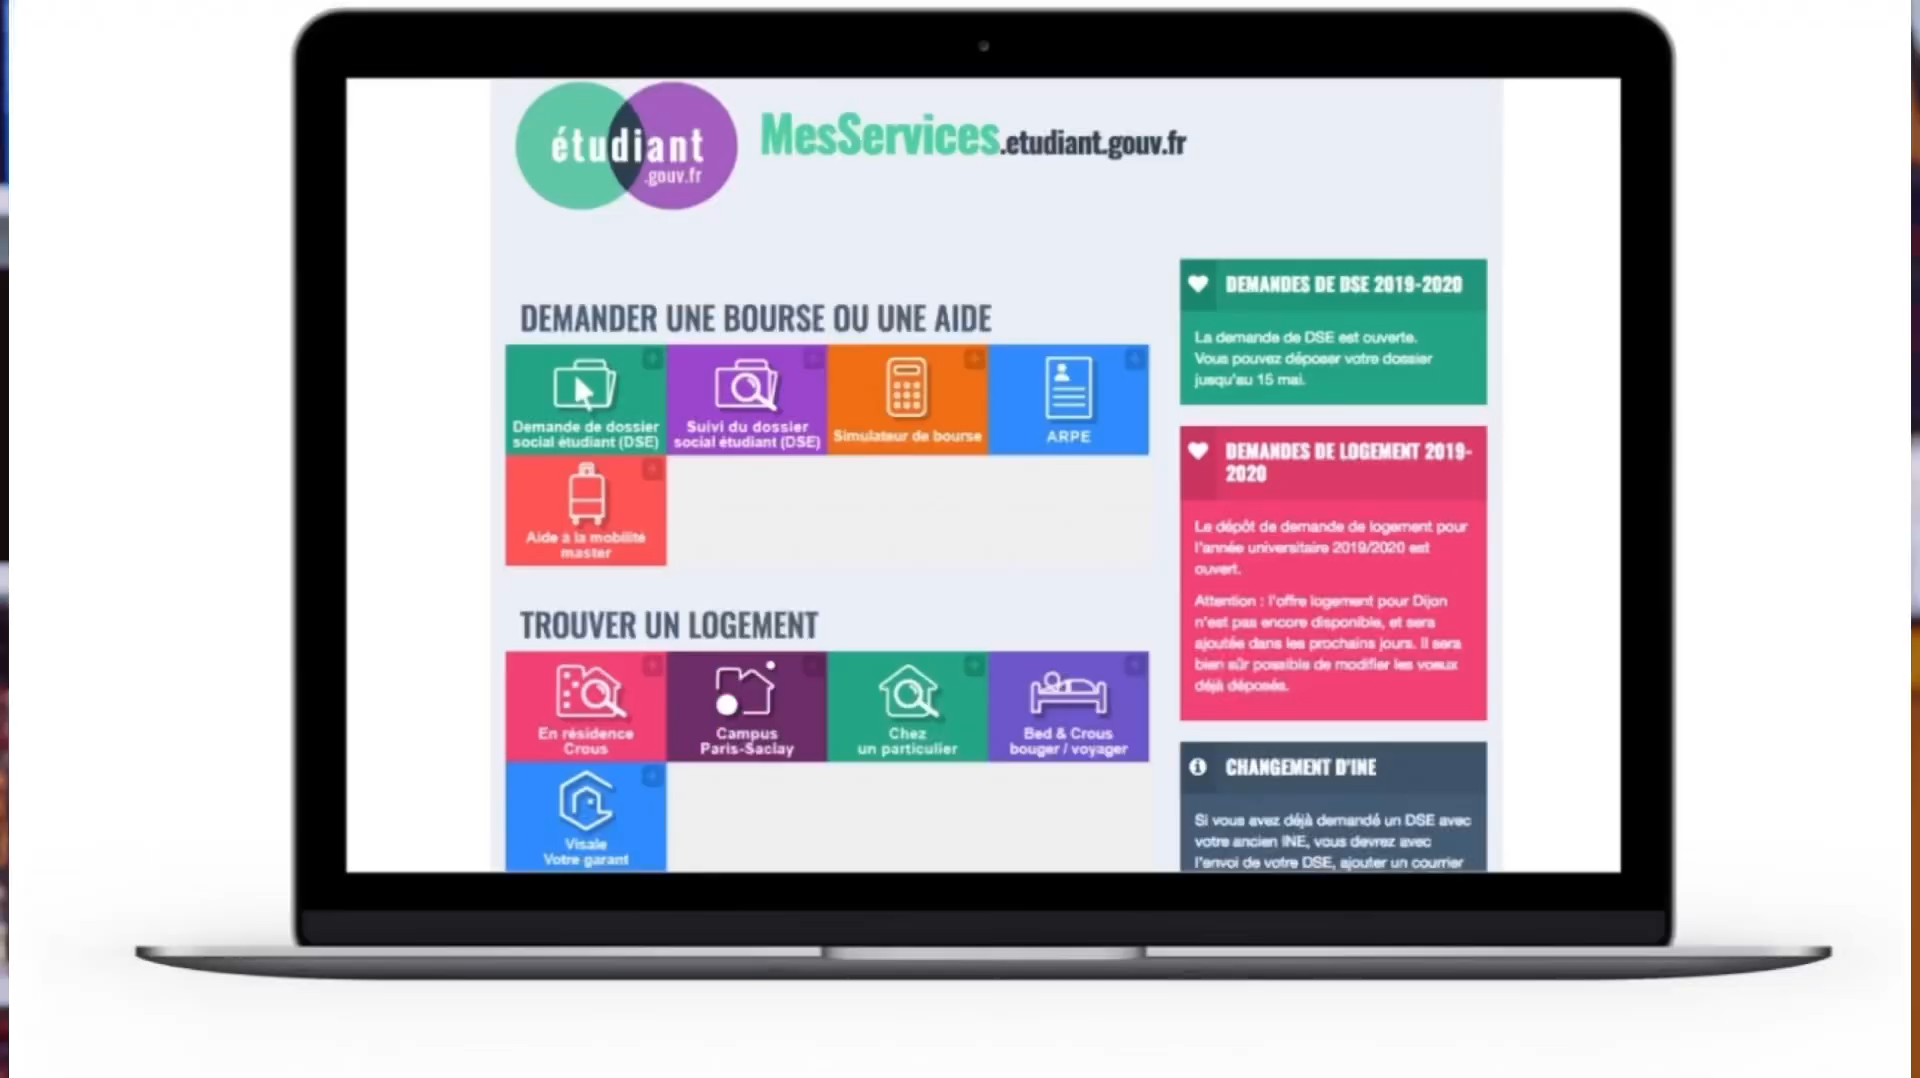 étudiant
.gouv.fr
MesServices.etudiant.gouv.fr
DEMANDER UNE BOURSE OU UNE AIDE
Demande de dossier
social étudiant (DSE)
Suivi du dossier
social étudiant (DSE)
Simulateur de bourse
ARPE
Aide à la mobilité
master
TROUVER UN LOGEMENT
En résidence
Crous
Campus
Paris-Saclay
Chez
un particulier
Bed & Crous
bouger / voyager
Visale
Votre garant
DEMANDES DE DSE 2019-2020
La demande de DSE est ouverte.
Vous pouvez déposer votre dossier
jusqu'au 15 mai.
DEMANDES DE LOGEMENT 2019-
2020
Le dépôt de demande de logement pour
l'année universitaire 2019/2020 est
ouvert.
Attention : l'offre logement pour Dijon
n'est pas encore disponible, et sera
ajoutée dans les prochains jours. Il sera
bien sûr possible de modifier les voeux
déjà déposés.
CHANGEMENT D'INE
Si vous avez déjà demandé un DSE avec
votre ancien INE, vous devrez avec
l'envoi de votre DSE, ajouter un courrier